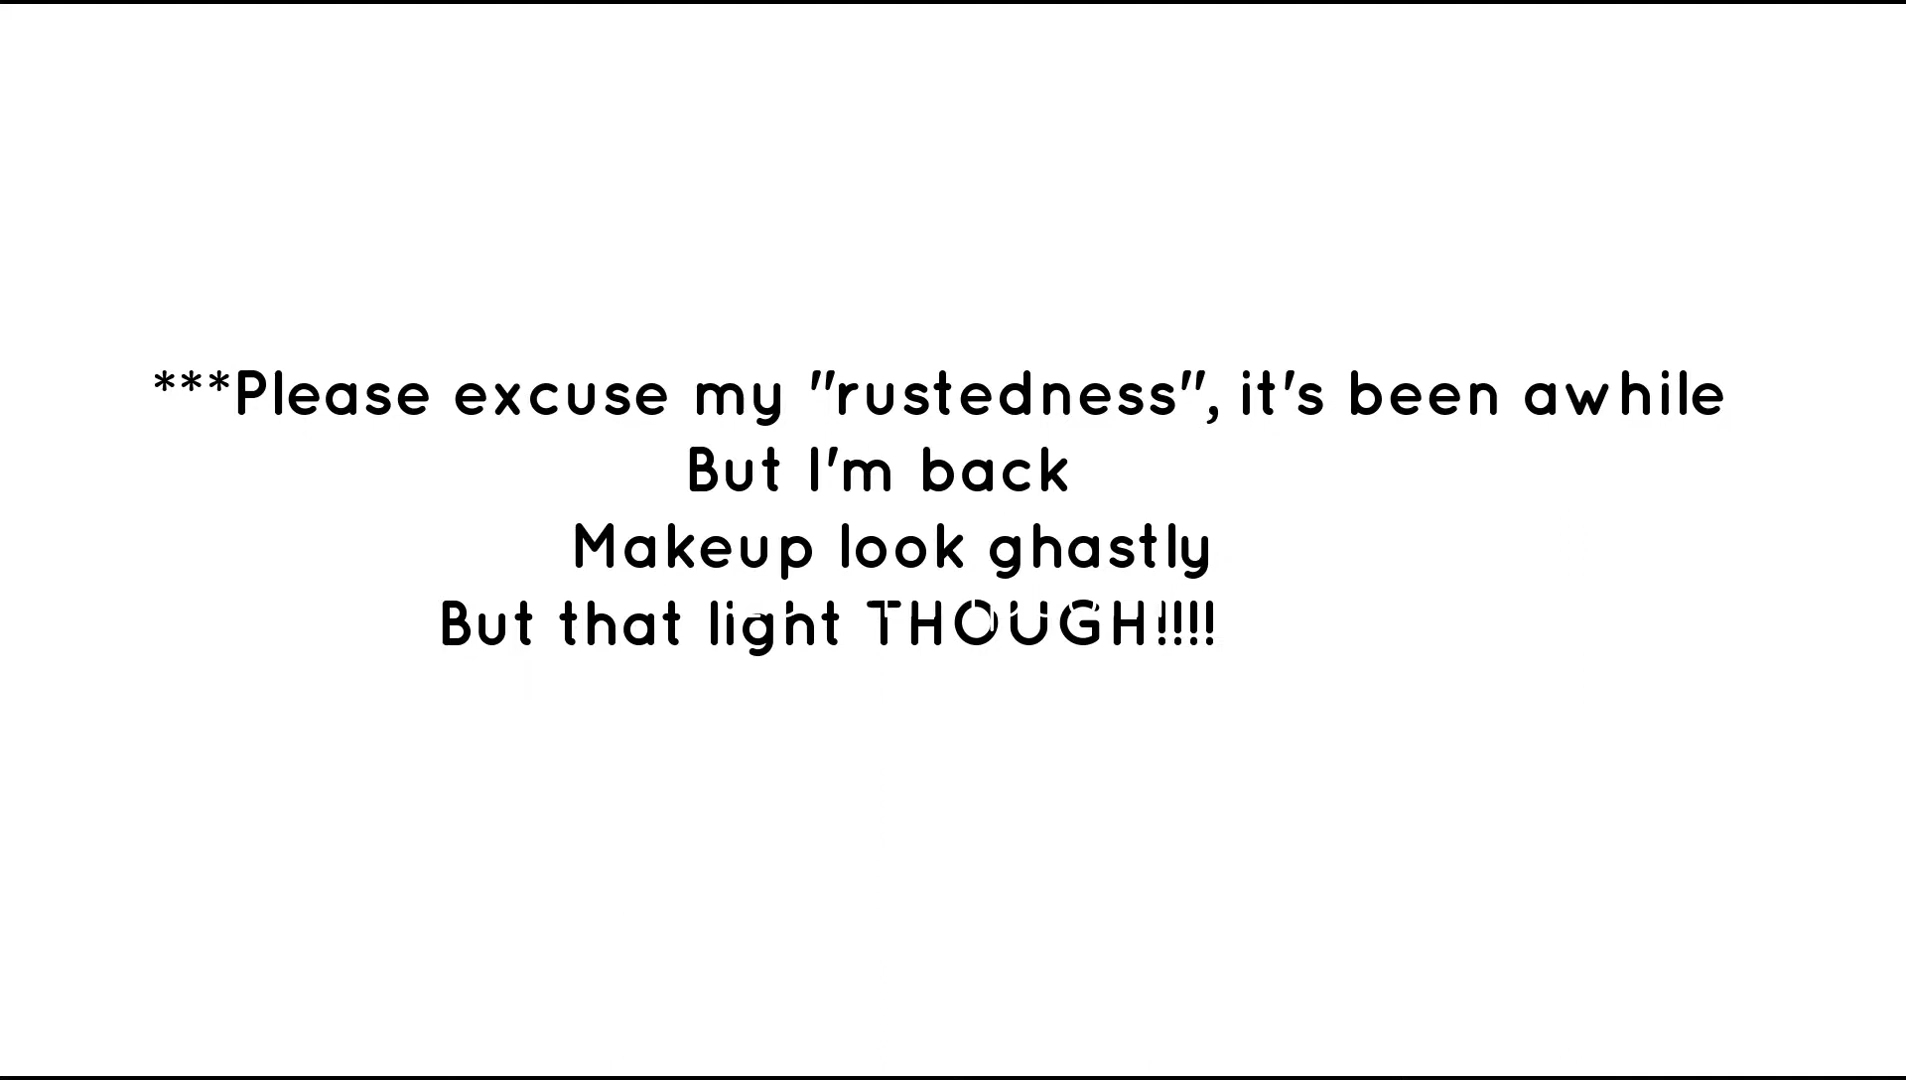 ***Please excuse my "rustedness", it's been awhile
But I'm back
Makeup look ghastly
But that light THOUGH!!!!